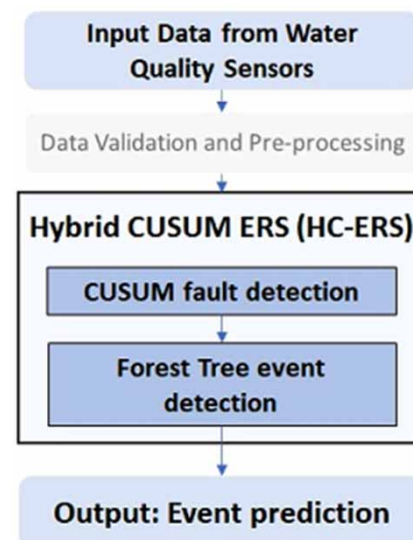 Input Data from Water
Quality Sensors
Data Validation and Pre-processing
Hybrid CUSUM ERS (HC-ERS)
CUSUM fault detection
Forest Tree event
detection
Output: Event prediction